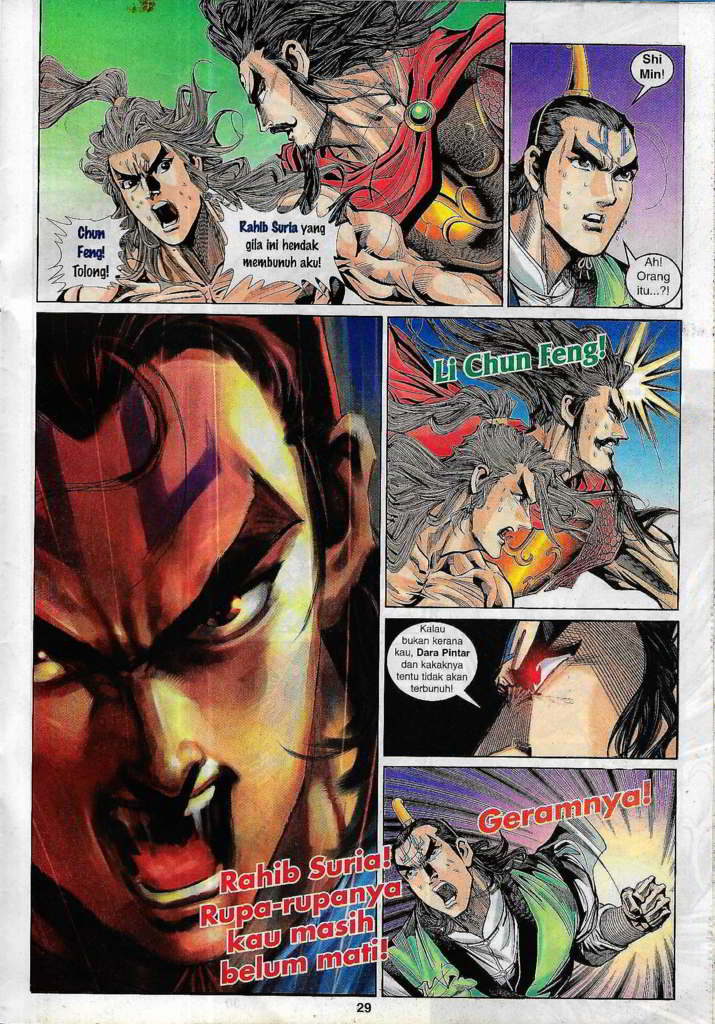 Chun
Feng!
Tolong!
Rahib Suria yang
gila ini hendak
membunuh aku!
Shi
Min!
Ah!
Orang
itu...?!
Rahib Suria!
Rupa-rupanya
kau masih
belum mati!
Li Chun Feng!
Kalau
bukan kerana
kau, Dara Pintar
dan kakaknya
tentu tidak akan
terbunuh!
Geramnya!
29